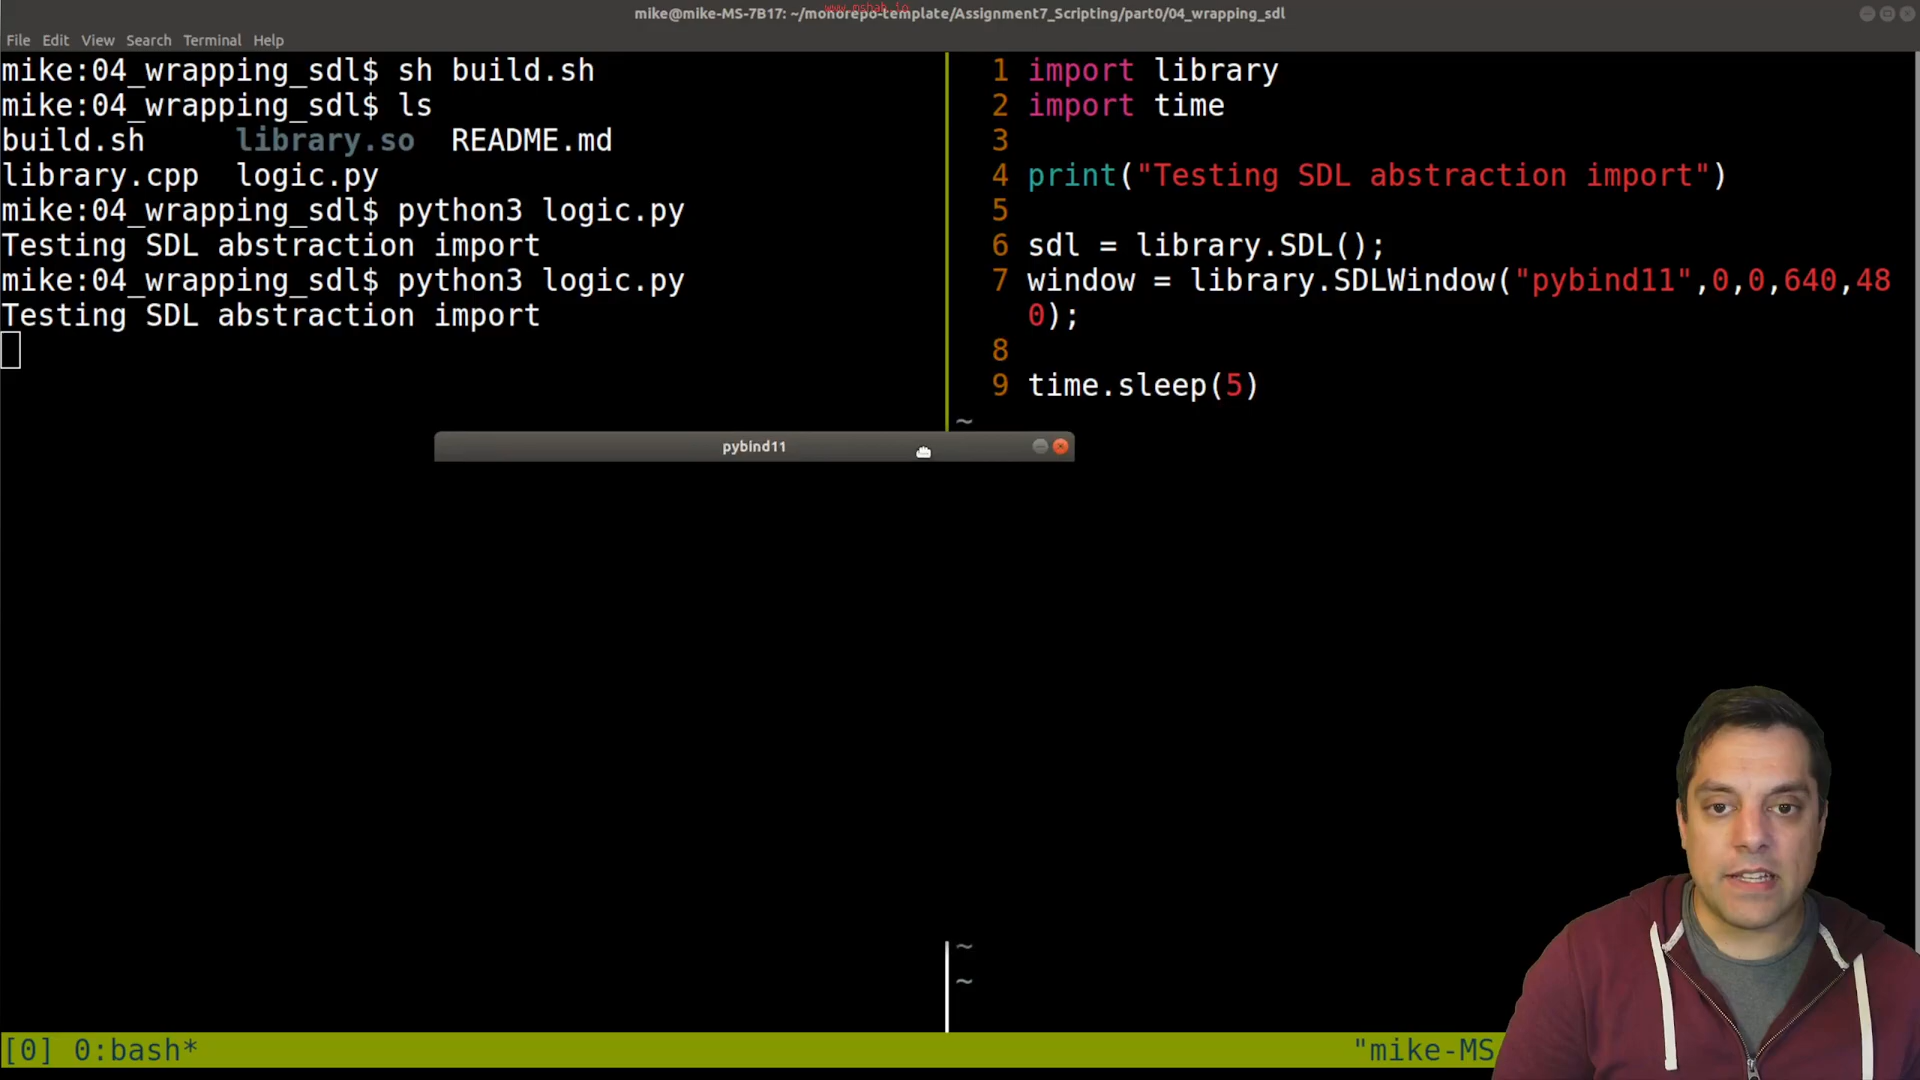 www.mshah.io
mike@mike-MS-7B17: ~/monorepo-template/Assignment7_Scripting/part0/04_wrapping_sdl
File Edit View Search Terminal Help
mike:04_wrapping_sdl$ sh build.sh
mike:04_wrapping_sdl$ ls
build.sh library.so README.md
library.cpp logic.py
mike:04_wrapping_sdl$ python3 logic.py
Testing SDL abstraction import
mike:04_wrapping_sdl$ python3 logic.py
Testing SDL abstraction import
1 import library
2 import time
3
4 print("Testing SDL abstraction import")
5
6 sdl = library.SDL();
7 window = library.SDLWindow("pybind11",0,0,640,48
0);
8
9 time.sleep(5)
~
pybind11
~
~
[0] 0:bash*
"mike-MS